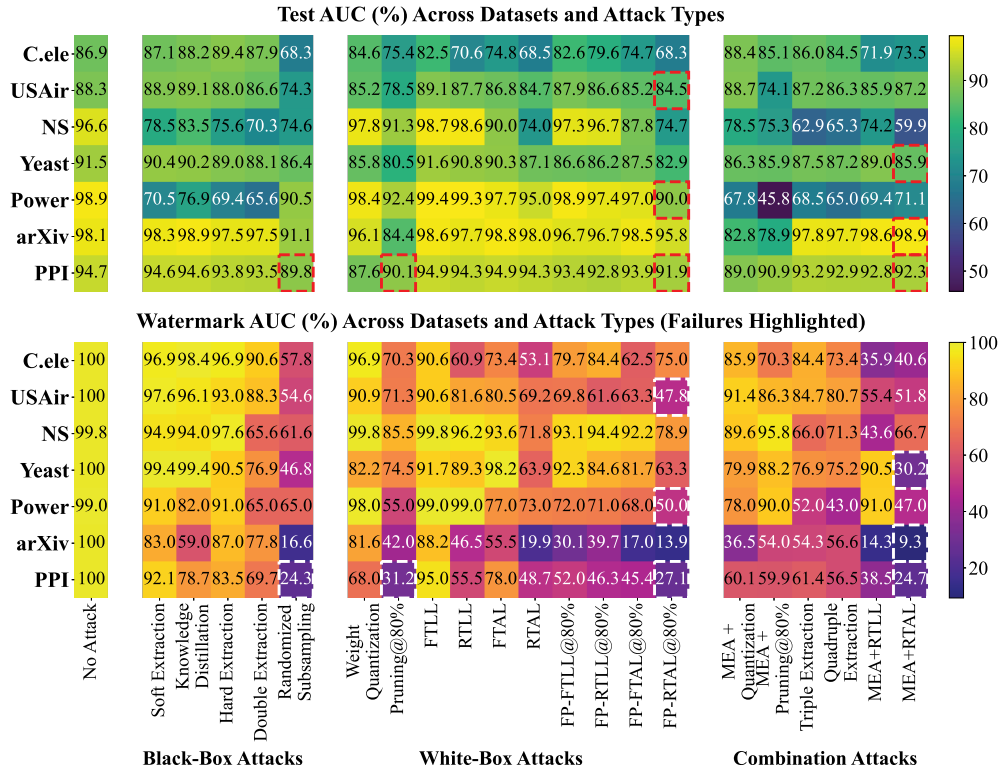 Test AUC (%) Across Datasets and Attack Types
C.ele 86.9 87.1 88.2 89.4 87.9 68.3 84.6 75.4 82.5 70.6 74.8 68.5 82.6 79.6 74.7 68.3 88.4 85.1 86.0 84.5 71.9 73.5
USAir 88.3 88.9 89.1 88.0 86.6 74.3 85.2 78.5 89.1 87.7 86.8 84.7 87.9 86.6 85.2 84.5 88.7 74.1 87.2 86.3 85.9 87.2
90
NS 96.6 78.5 83.5 75.6 70.3 74.6 97.8 91.3 98.7 98.6 90.0 74.0 97.3 96.7 87.8 74.7 78.5 75.3 62.9 65.3 74.2 59.9
80
Yeast 91.5 90.4 90.2 89.0 88.1 86.4 85.8 80.5 91.6 90.8 90.3 87.1 86.6 86.2 87.5 82.9 86.3 85.9 87.5 87.2 89.0 85.9
70
Power 98.9 70.5 76.9 69.4 65.6 90.5 98.4 92.4 99.4 99.3 97.7 95.0 98.9 97.4 97.0 90.0 67.8 45.8 68.5 65.0 69.4 71.1
60
arXiv 98.1 98.3 98.9 97.5 97.5 91.1 96.1 84.4 98.6 97.7 98.8 98.0 96.7 96.7 98.5 95.8 82.8 78.9 97.8 97.7 98.6 98.9
50
PPI 94.7 94.6 94.6 93.8 93.5 89.8 87.6 90.1 94.9 94.3 94.9 94.3 93.4 92.8 93.9 91.9 89.0 90.9 93.2 92.9 92.8 92.3
Watermark AUC (%) Across Datasets and Attack Types (Failures Highlighted)
100
C.ele 100 96.9 98.4 96.9 90.6 57.8 96.9 70.3 90.6 60.9 73.4 53.1 79.7 84.4 62.5 75.0 85.9 70.3 84.4 73.4 35.9 40.6
USAir 100 97.6 96.1 93.0 88.3 54.6 90.9 71.3 90.6 81.6 80.5 69.2 69.8 61.6 63.3 47.8 91.4 86.3 84.7 80.7 55.4 51.8
80
NS 99.8 94.9 94.0 97.6 65.6 61.6 99.8 85.5 99.8 96.2 93.6 71.8 93.1 94.4 92.2 78.9 89.6 95.8 66.0 71.3 43.6 66.7
60
Yeast 100 99.4 99.4 90.5 76.9 46.8 82.2 74.5 91.7 89.3 98.2 63.9 92.3 84.6 81.7 63.3 79.9 88.2 76.9 75.2 90.5 30.2
Power 99.0 91.0 82.0 91.0 65.0 65.0 98.0 55.0 99.0 99.0 77.0 73.0 72.0 71.0 68.0 50.0 78.0 90.0 52.0 43.0 91.0 47.0
40
arXiv 100 83.0 59.0 87.0 77.8 16.6 81.6 42.0 88.2 46.5 55.5 19.9 30.1 39.7 17.0 13.9 36.5 54.0 54.3 56.6 14.3 9.3
20
PPI 100 92.1 78.7 83.5 69.7 24.3 68.0 31.2 95.0 55.5 78.0 48.7 52.0 46.3 45.4 27.1 60.1 59.9 61.4 56.5 38.5 24.7
No Attack
Soft Extraction
Knowledge
Distillation
Hard Extraction
Double Extraction
Randomized
Subsampling
Weight
Quantization
Pruning@80%
FTLL
RTLL
FTAL
RTAL
FP-FTLL@80%
FP-RTLL@80%
FP-FTAL@80%
FP-RTAL@80%
MEA +
Quantization
MEA +
Pruning@80%
Triple Extraction
Quadruple
Extraction
MEA+RTLL
MEA+RTAL
Black-Box Attacks
White-Box Attacks
Combination Attacks